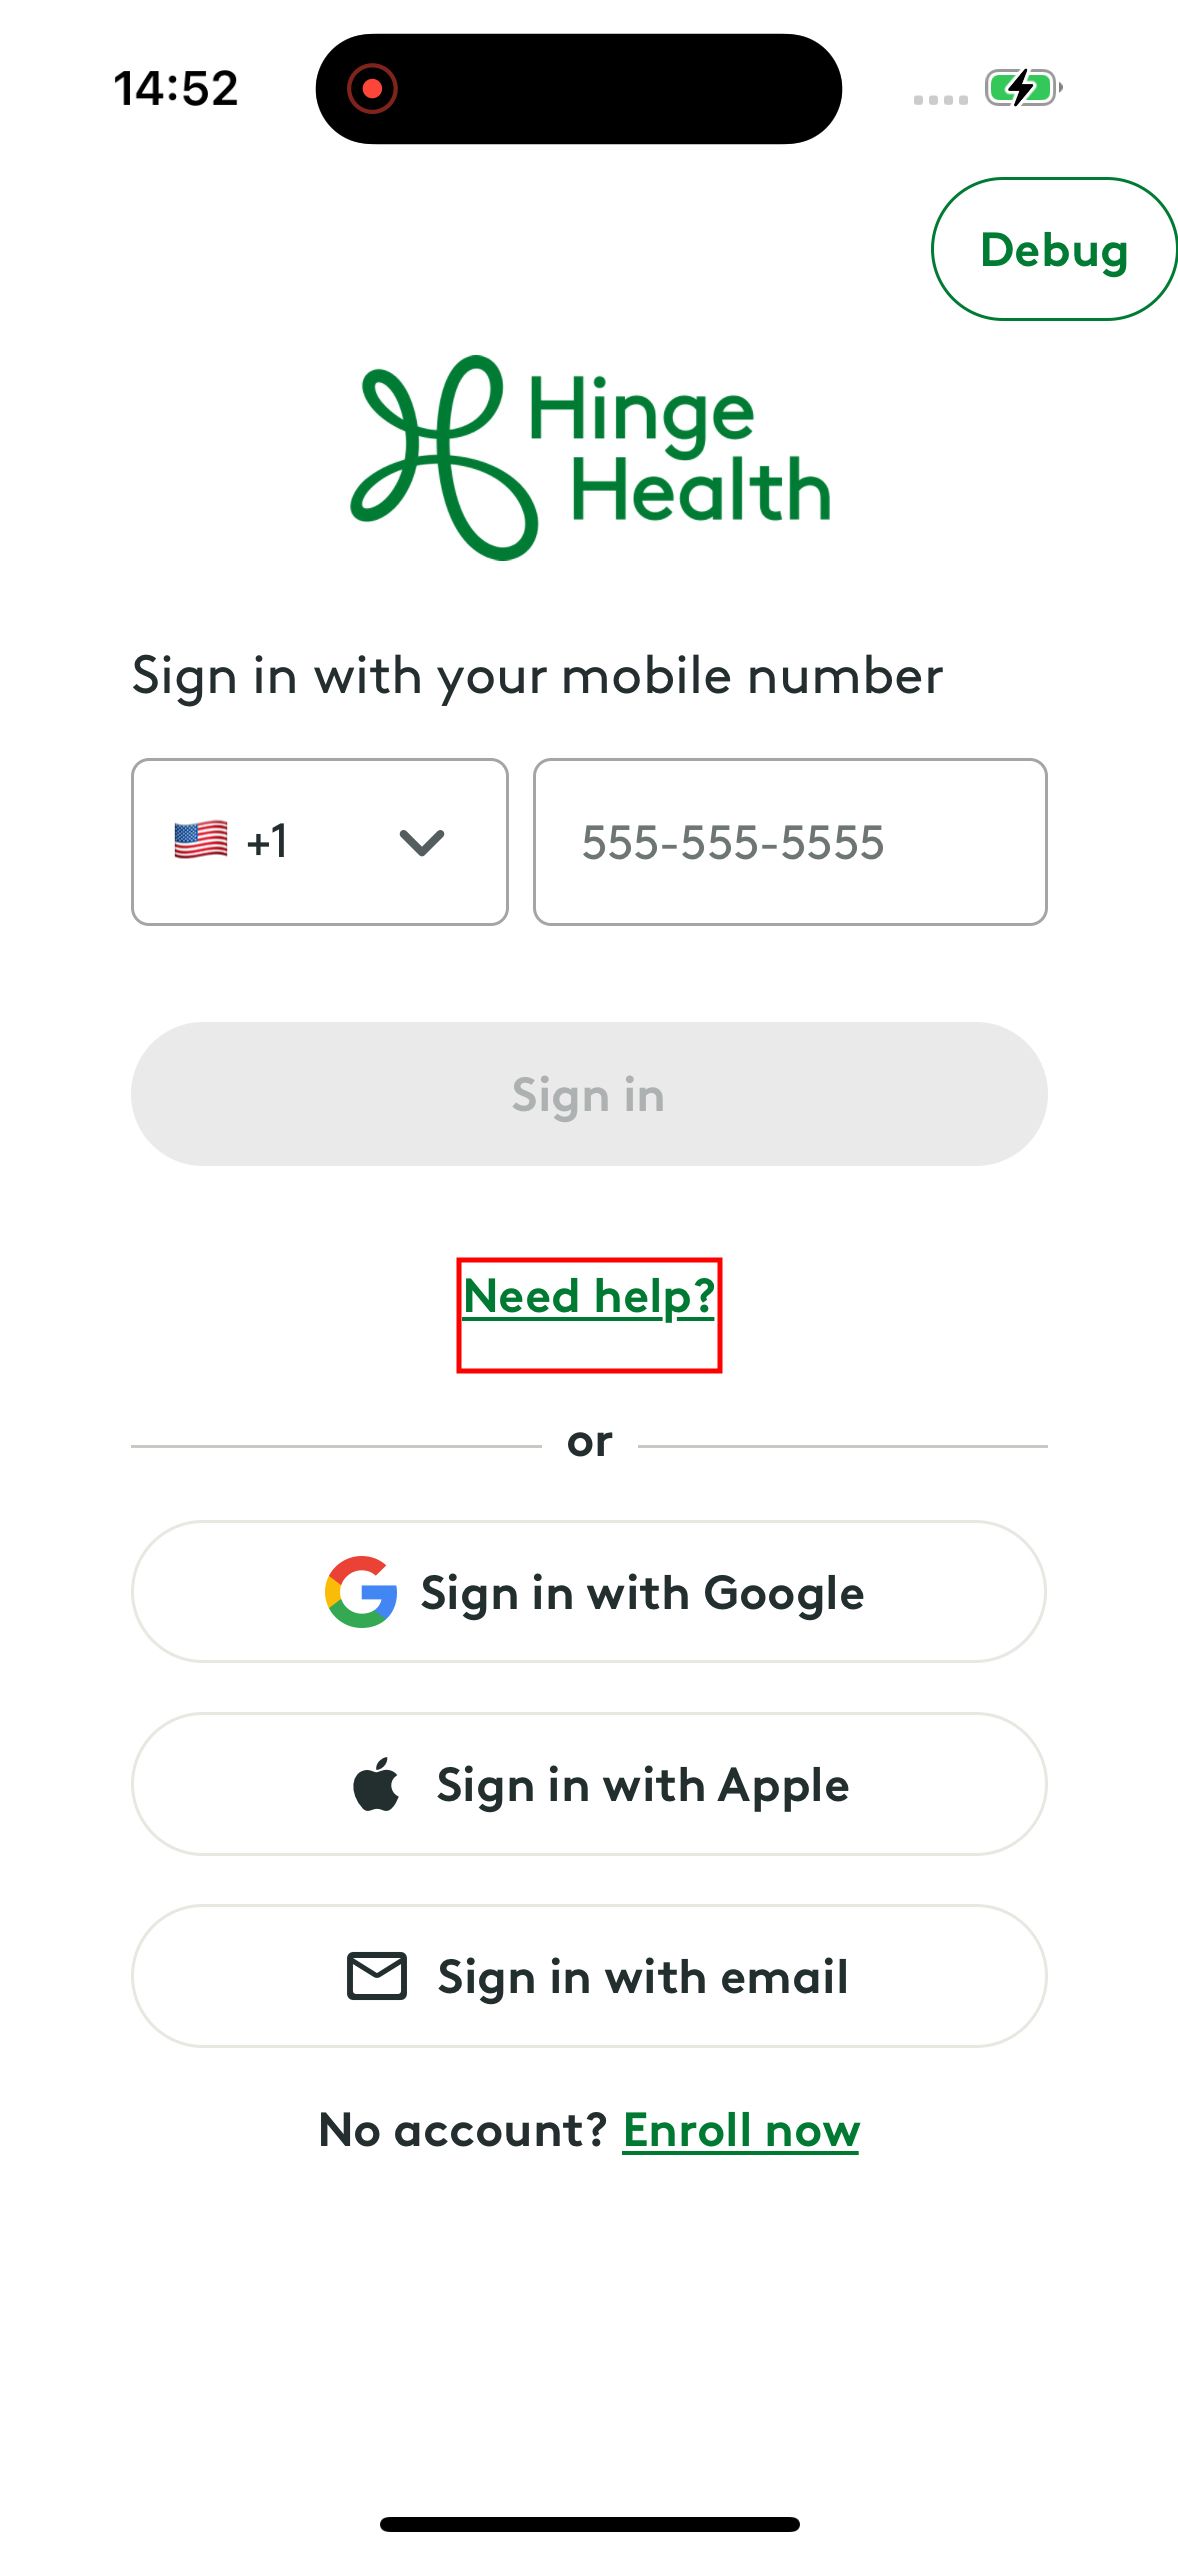 14:52
Debug
Hinge
Health
Sign in with your mobile number
+1
555-555-5555
Sign in
Need help?
or
Sign in with Google
Sign in with Apple
Sign in with email
No account? Enroll now